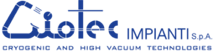 Criotec IMPIANTI S.p.A.
CRYOGENIC AND HIGH VACUUM TECHNOLOGIES